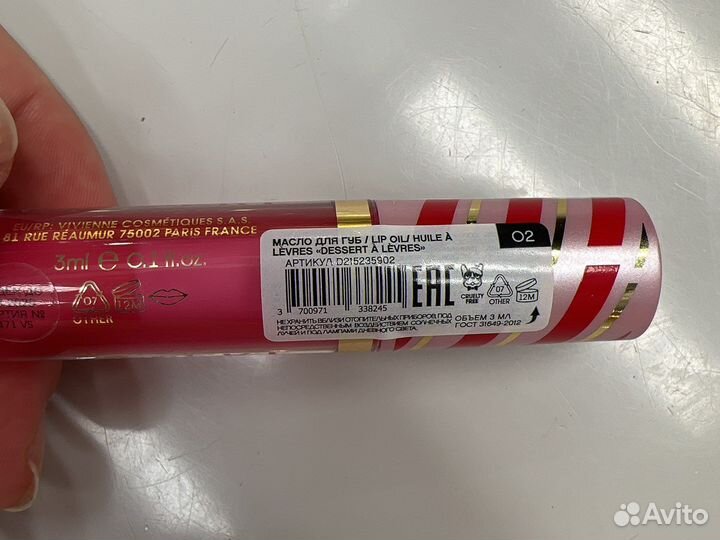 EU/RP: VIVIENNE COSMÉTIQUES S.A.S.
81 RUE RÉAUMUR 75002 PARIS FRANCE
3ml e 0.1 fl.oz.
07
OTHER
12M
471 VS
МАСЛО ДЛЯ ГУБ / LIP OIL/ HUILE À
LÈVRES «DESSERT À LÈVRES»
02
АРТИКУЛ D215235902
3 700971 338245
EAC
CRUELTY
FREE
07
OTHER
12M
НЕ ХРАНИТЬ ВБЛИЗИ ОТОПИТЕЛЬНЫХ ПРИБОРОВ, ПОД
НЕПОСРЕДСТВЕННЫМ ВОЗДЕЙСТВИЕМ СОЛНЕЧНЫХ
ЛУЧЕЙ И ПОД ЛАМПАМИ ДНЕВНОГО СВЕТА.
ОБЪЕМ 3 МЛ
ГОСТ 31649-2012
Avito